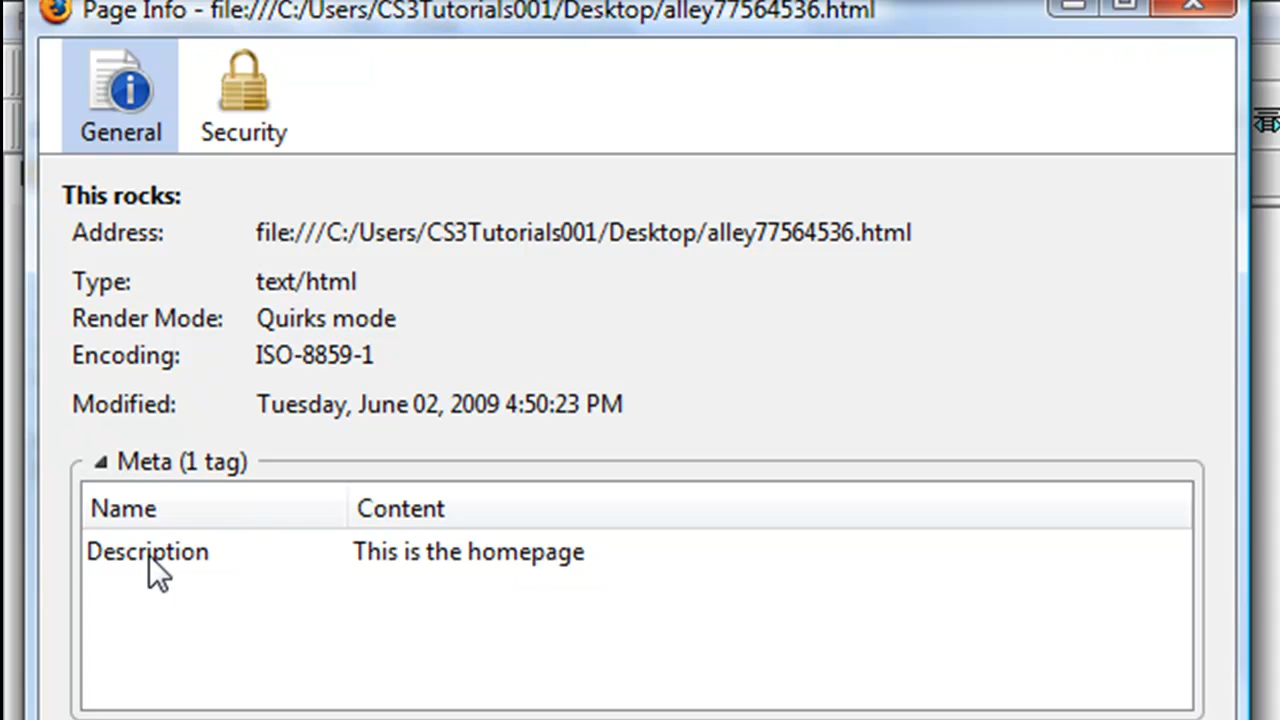 Page Info - file:///C:/Users/CS3Tutorials001/Desktop/alley77564536.html
General
Security
This rocks:
Address: file:///C:/Users/CS3Tutorials001/Desktop/alley77564536.html
Type: text/html
Render Mode: Quirks mode
Encoding: ISO-8859-1
Modified: Tuesday, June 02, 2009 4:50:23 PM
Meta (1 tag)
Name Content
Description This is the homepage